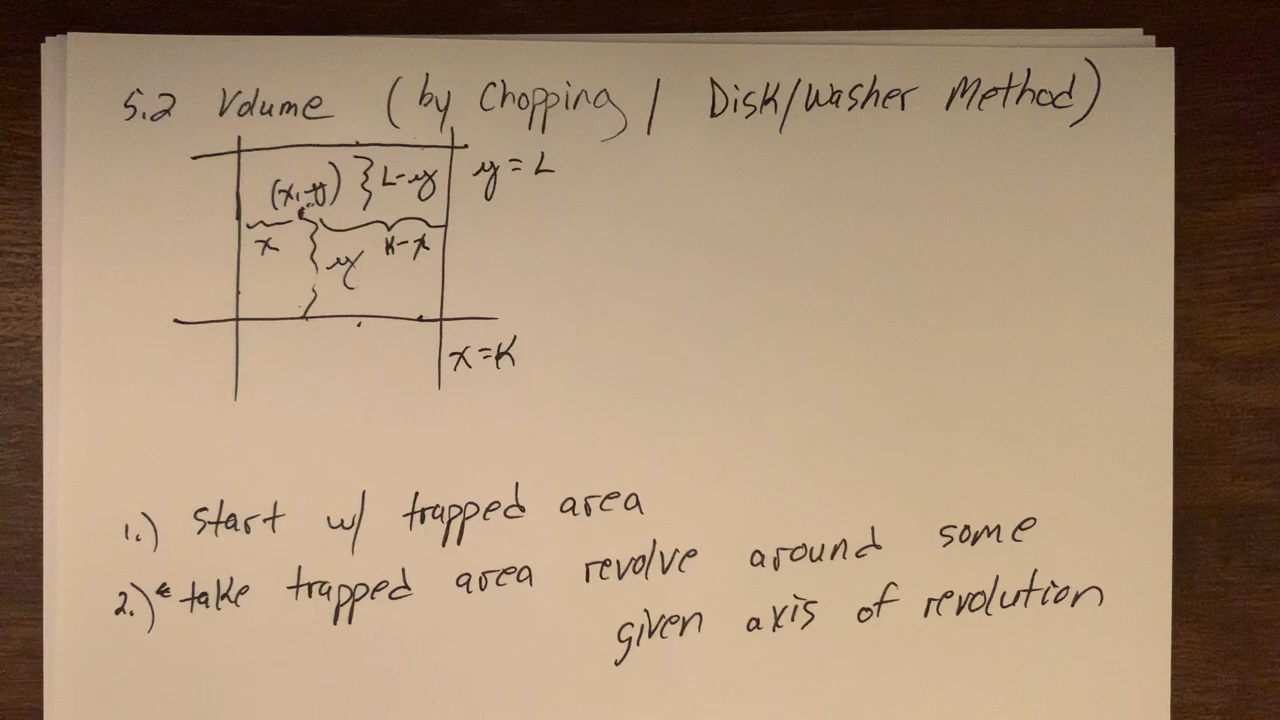 5.2 Volume (by Chopping / Disk/Washer Method)
(x,y) } L-y
y = L
x
K-x
y
x = K
1.) start w/ trapped area
2.) * take trapped area revolve around some
given axis of revolution